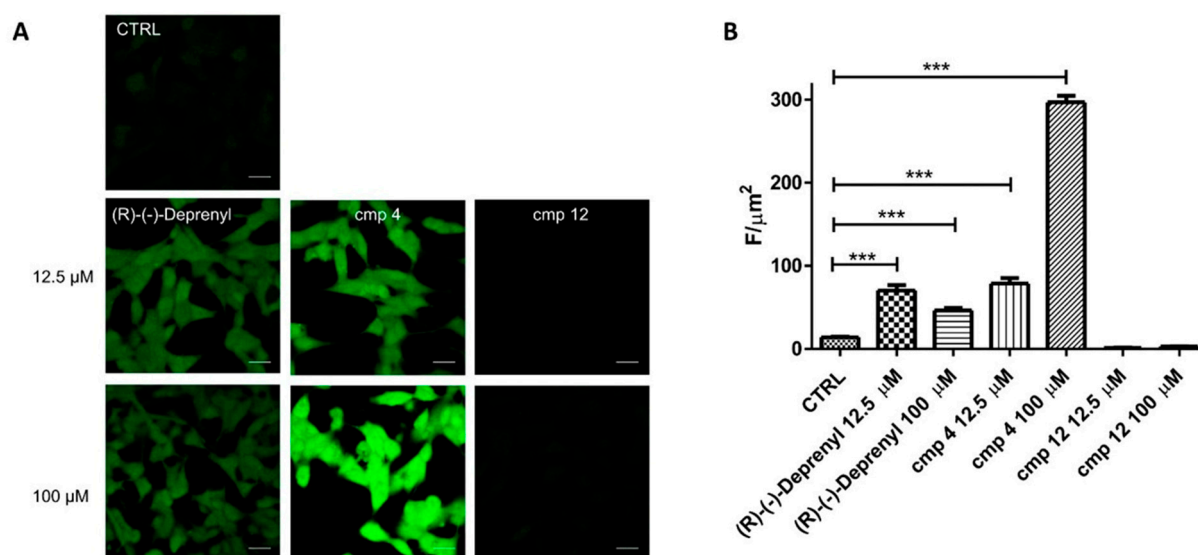 A
CTRL
(R)-(-)-Deprenyl
cmp 4
cmp 12
12.5 µM
100 µM
B
F/µm²
300
200
100
0
***
***
***
***
CTRL
(R)-(-)-Deprenyl 12.5 µM
(R)-(-)-Deprenyl 100 µM
cmp 4 12.5 µM
cmp 4 100 µM
cmp 12 12.5 µM
cmp 12 100 µM